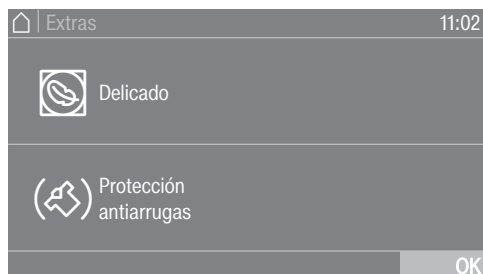 Extras 11:02
Delicado
Protección
antiarrugas
OK